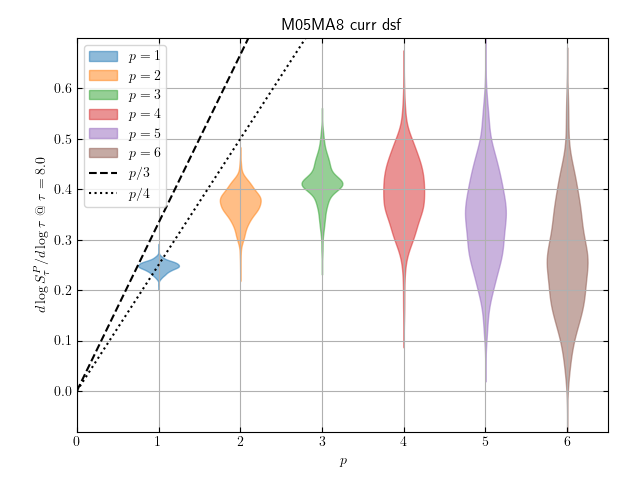 M05MA8 curr dsf
p = 1
p = 2
p = 3
p = 4
p = 5
p = 6
p/3
p/4
d log S_τ^P / d log τ @ τ = 8.0
0.6
0.5
0.4
0.3
0.2
0.1
0.0
0 1 2 3 4 5 6
p